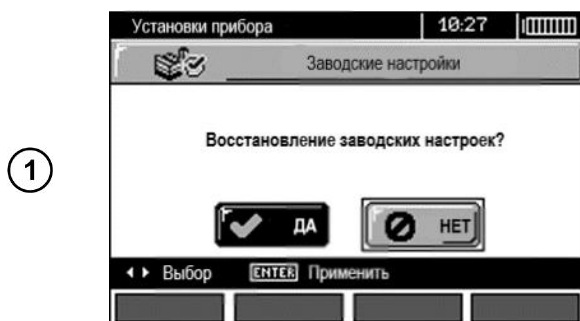 Установки прибора 10:27
Заводские настройки
1
Восстановление заводских настроек?
ДА НЕТ
Выбор ENTER Применить